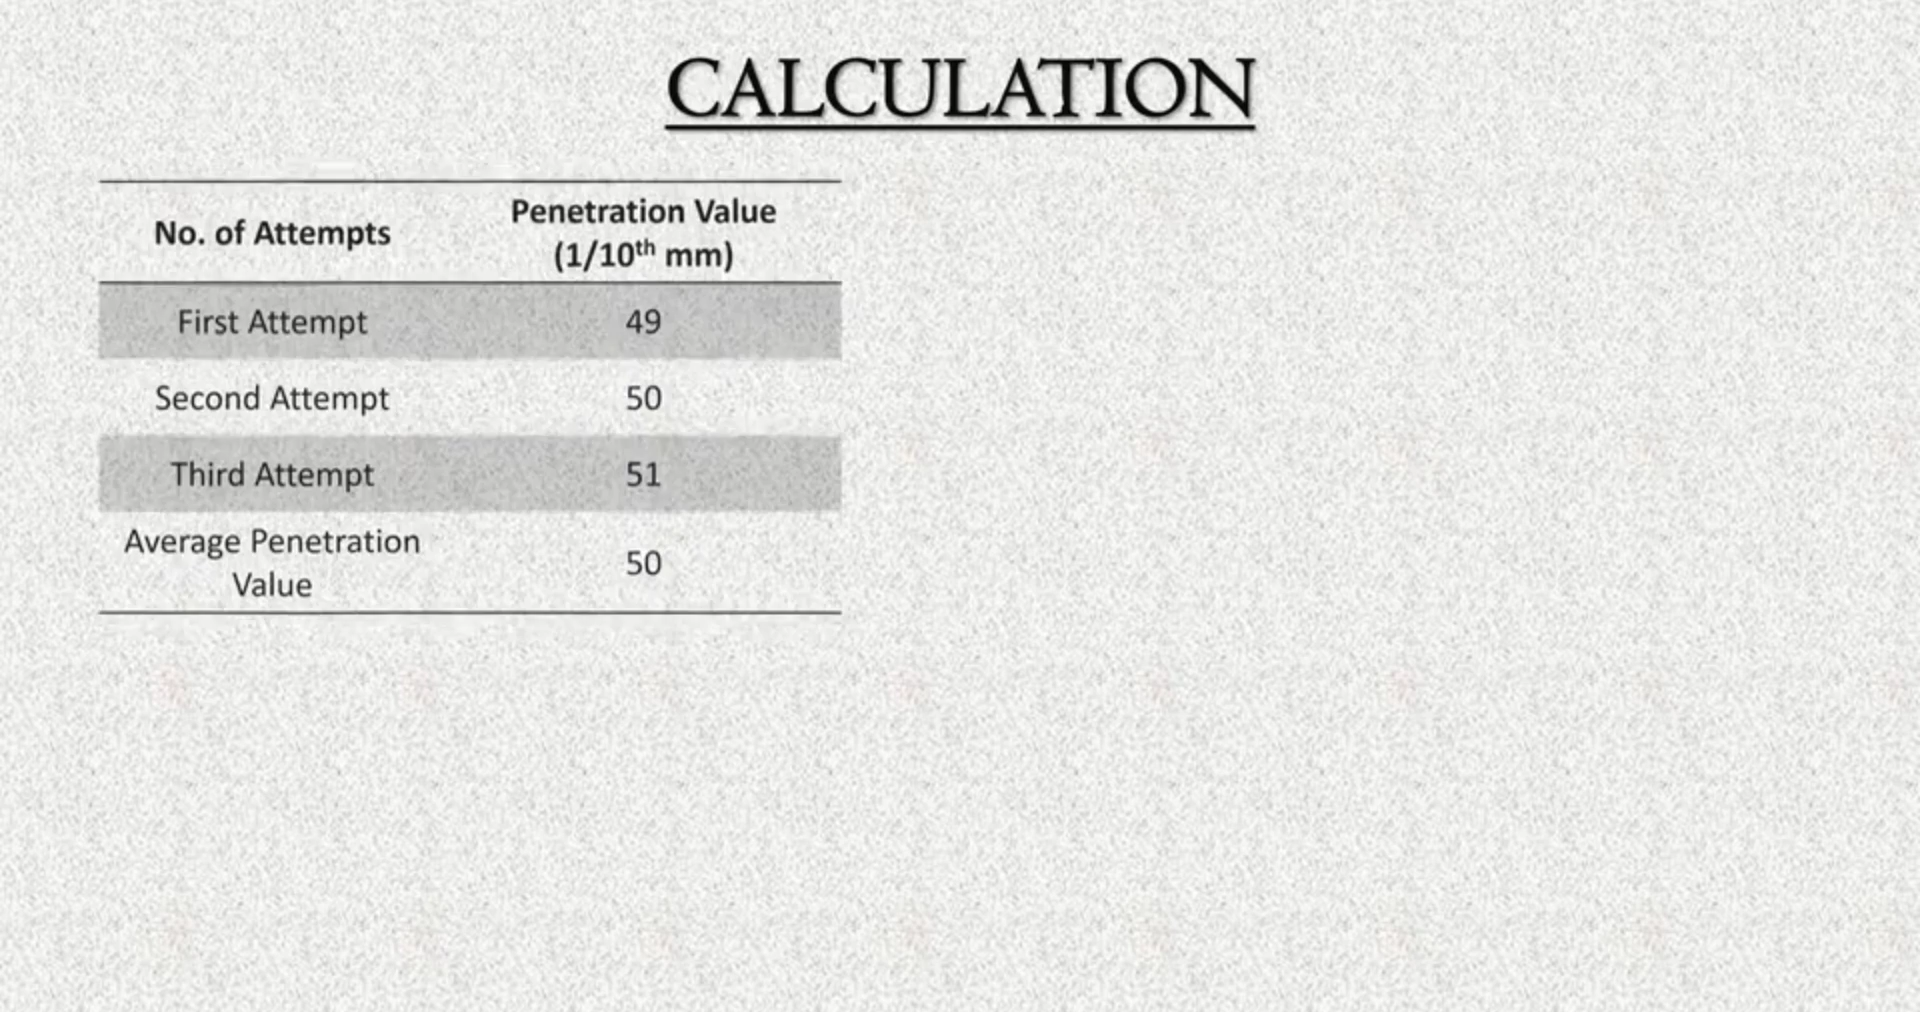 CALCULATION
No. of Attempts
Penetration Value
(1/10th mm)
First Attempt 49
Second Attempt 50
Third Attempt 51
Average Penetration
Value
50